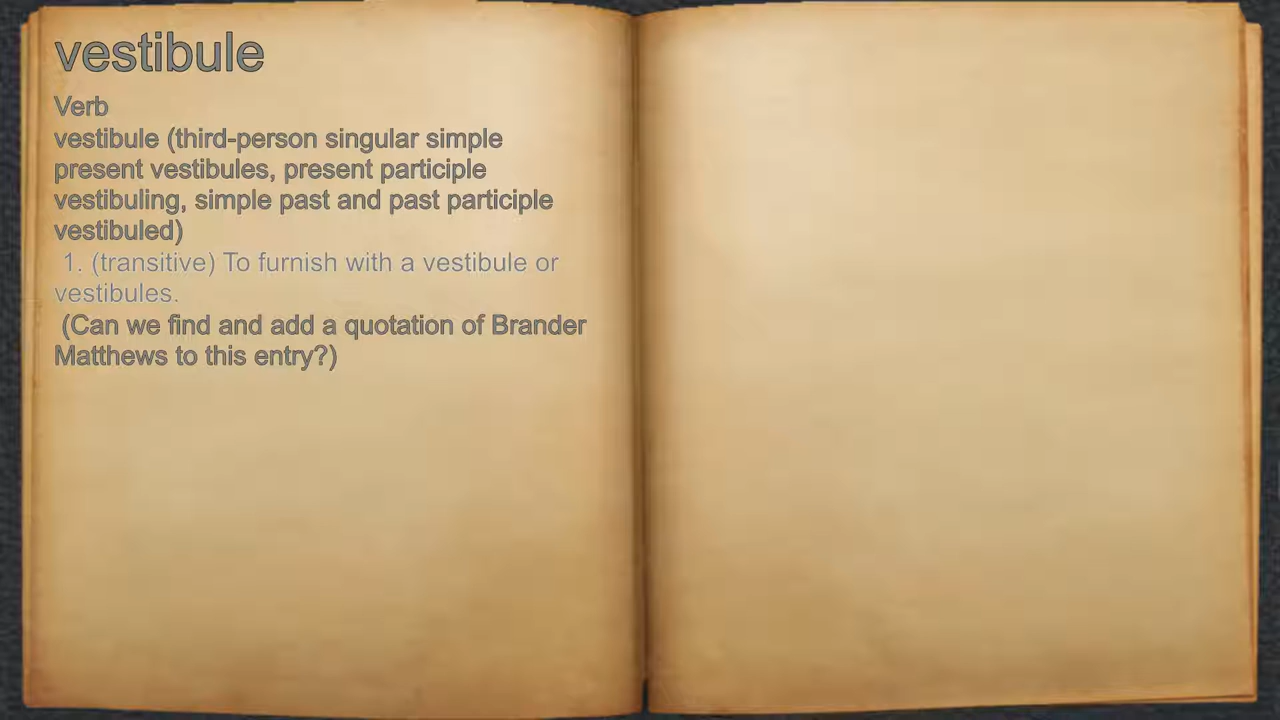 vestibule
Verb
vestibule (third-person singular simple
present vestibules, present participle
vestibuling, simple past and past participle
vestibuled)
1. (transitive) To furnish with a vestibule or
vestibules.
(Can we find and add a quotation of Brander
Matthews to this entry?)